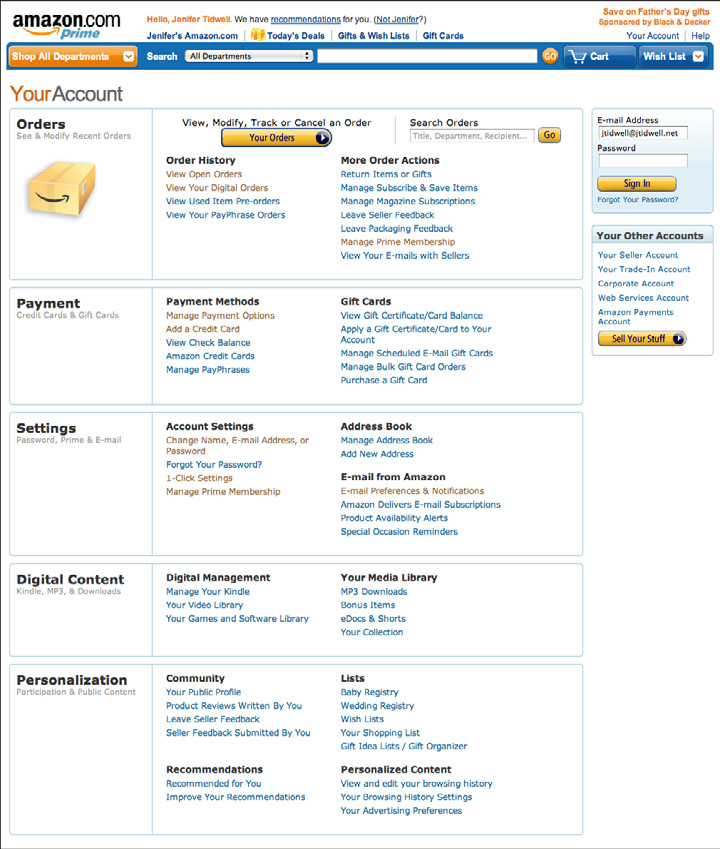 amazon.com
Prime
Hello, Jenifer Tidwell. We have recommendations for you. (Not Jenifer?)
Save on Father's Day gifts
Sponsored by Black & Decker
Jenifer's Amazon.com
Today's Deals
Gifts & Wish Lists
Gift Cards
Your Account
Help
Shop All Departments
Search
All Departments
GO
Cart
Wish List
YourAccount
Orders
See & Modify Recent Orders
View, Modify, Track or Cancel an Order
Your Orders
Search Orders
Title, Department, Recipient...
Go
Order History
View Open Orders
View Your Digital Orders
View Used Item Pre-orders
View Your PayPhrase Orders
More Order Actions
Return Items or Gifts
Manage Subscribe & Save Items
Manage Magazine Subscriptions
Leave Seller Feedback
Leave Packaging Feedback
Manage Prime Membership
View Your E-mails with Sellers
E-mail Address
jtidwell@jtidwell.net
Password
Sign In
Forgot Your Password?
Your Other Accounts
Your Seller Account
Your Trade-In Account
Corporate Account
Web Services Account
Amazon Payments
Account
Sell Your Stuff
Payment
Credit Cards & Gift Cards
Payment Methods
Manage Payment Options
Add a Credit Card
View Check Balance
Amazon Credit Cards
Manage PayPhrases
Gift Cards
View Gift Certificate/Card Balance
Apply a Gift Certificate/Card to Your
Account
Manage Scheduled E-Mail Gift Cards
Manage Bulk Gift Card Orders
Purchase a Gift Card
Settings
Password, Prime & E-mail
Account Settings
Change Name, E-mail Address, or
Password
Forgot Your Password?
1-Click Settings
Manage Prime Membership
Address Book
Manage Address Book
Add New Address
E-mail from Amazon
E-mail Preferences & Notifications
Amazon Delivers E-mail Subscriptions
Product Availability Alerts
Special Occasion Reminders
Digital Content
Kindle, MP3, & Downloads
Digital Management
Manage Your Kindle
Your Video Library
Your Games and Software Library
Your Media Library
MP3 Downloads
Bonus Items
eDocs & Shorts
Your Collection
Personalization
Participation & Public Content
Community
Your Public Profile
Product Reviews Written By You
Leave Seller Feedback
Seller Feedback Submitted By You
Lists
Baby Registry
Wedding Registry
Wish Lists
Your Shopping List
Gift Idea Lists / Gift Organizer
Recommendations
Recommended for You
Improve Your Recommendations
Personalized Content
View and edit your browsing history
Your Browsing History Settings
Your Advertising Preferences